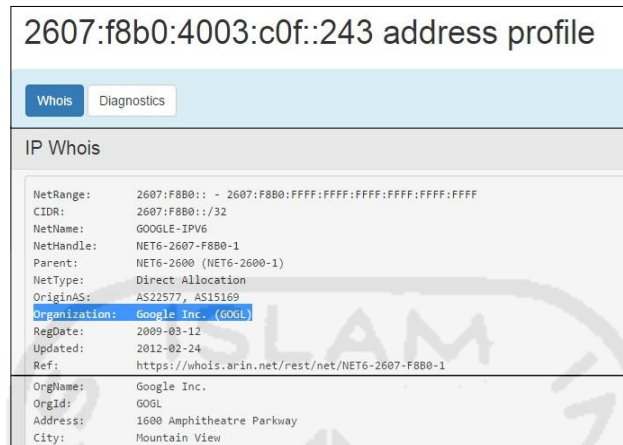 2607:f8b0:4003:c0f::243 address profile
Whois Diagnostics
IP Whois
NetRange: 2607:F8B0:: - 2607:F8B0:FFFF:FFFF:FFFF:FFFF:FFFF:FFFF
CIDR: 2607:F8B0::/32
NetName: GOOGLE-IPV6
NetHandle: NET6-2607-F8B0-1
Parent: NET6-2600 (NET6-2600-1)
NetType: Direct Allocation
OriginAS: AS22577, AS15169
Organization: Google Inc. (GOGL)
RegDate: 2009-03-12
Updated: 2012-02-24
Ref: https://whois.arin.net/rest/net/NET6-2607-F8B0-1
OrgName: Google Inc.
OrgId: GOGL
Address: 1600 Amphitheatre Parkway
City: Mountain View
ISLAM